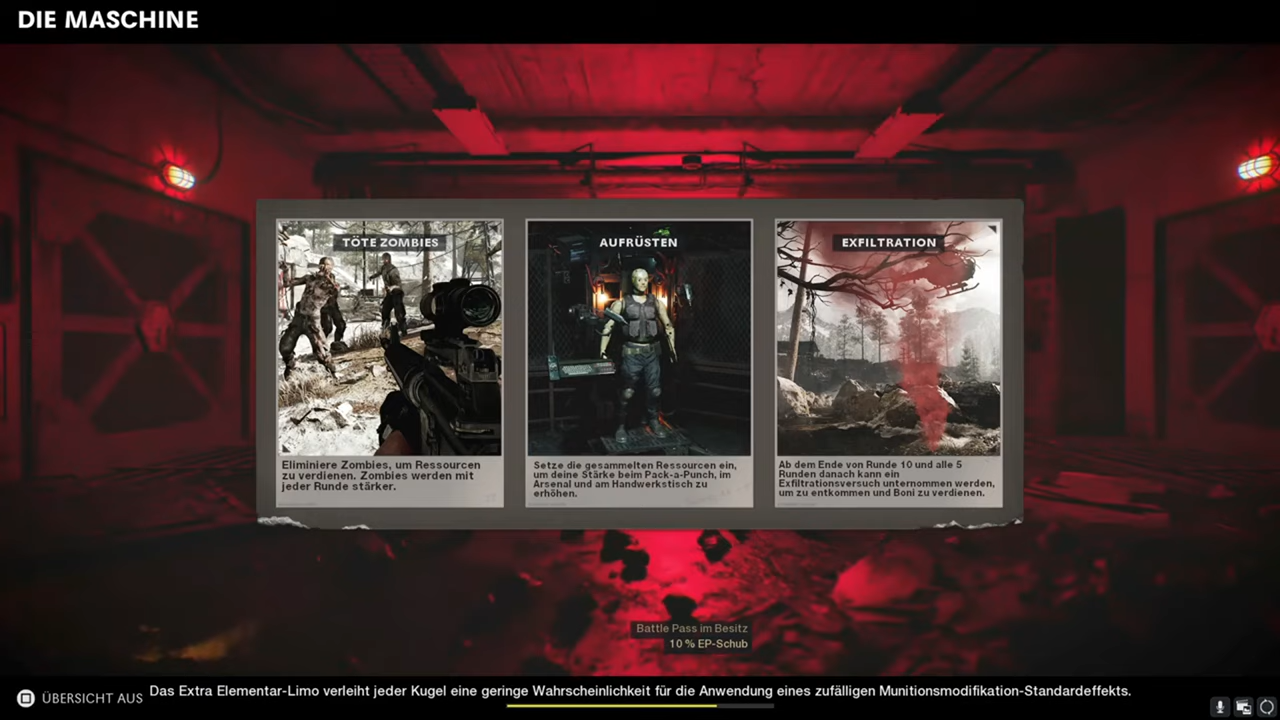 DIE MASCHINE
TÖTE ZOMBIES
Eliminiere Zombies, um Ressourcen
zu verdienen. Zombies werden mit
jeder Runde stärker.
AUFRÜSTEN
Setze die gesammelten Ressourcen ein,
um deine Stärke beim Pack-a-Punch, im
Arsenal und am Handwerkstisch zu
erhöhen.
EXFILTRATION
Ab dem Ende von Runde 10 und alle 5
Runden danach kann ein
Exfiltrationsversuch unternommen werden,
um zu entkommen und Boni zu verdienen.
Battle Pass im Besitz
10 % EP-Schub
ÜBERSICHT AUS
Das Extra Elementar-Limo verleiht jeder Kugel eine geringe Wahrscheinlichkeit für die Anwendung eines zufälligen Munitionsmodifikation-Standardeffekts.